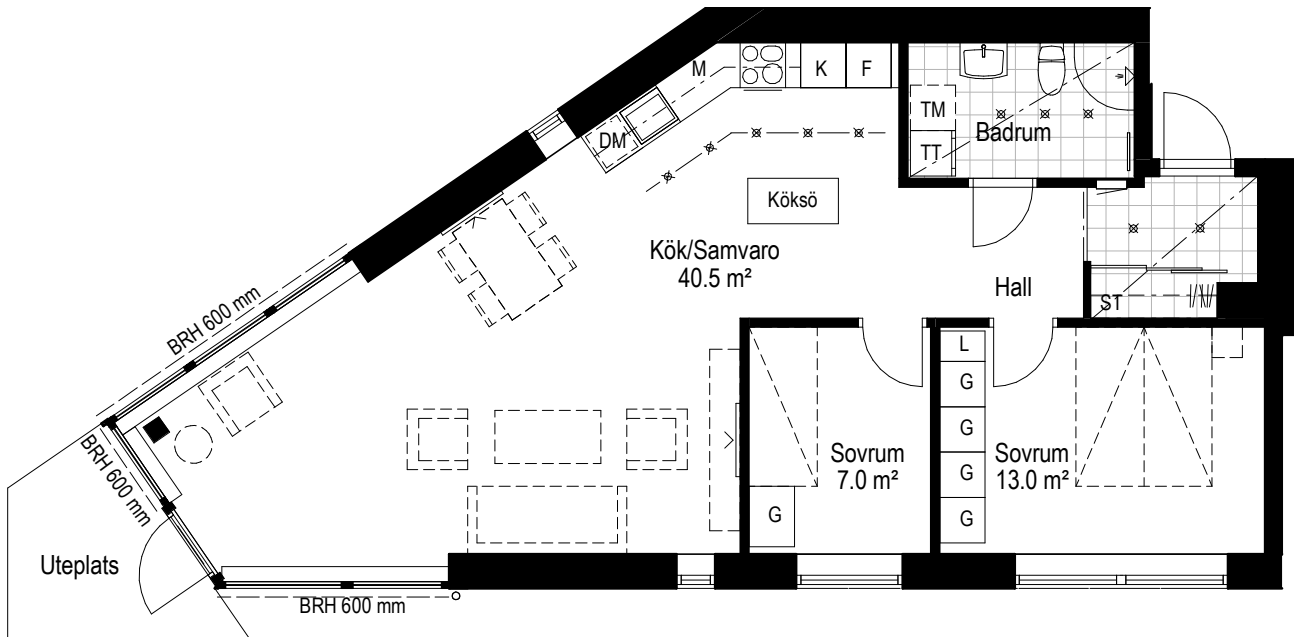 M
K
F
DM
TM
TT
Badrum
Köksö
Kök/Samvaro
40.5 m²
Hall
ST
BRH 600 mm
BRH 600 mm
L
G
G
G
G
Sovrum
7.0 m²
Sovrum
13.0 m²
G
Uteplats
BRH 600 mm